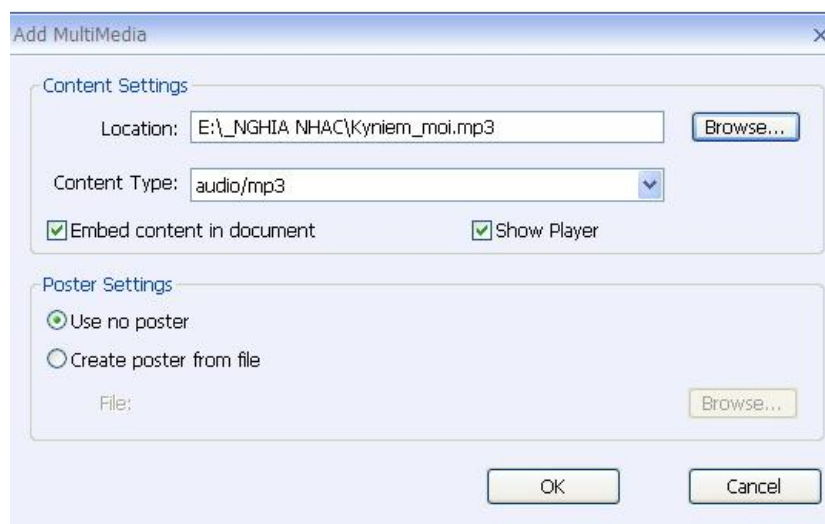 Add MultiMedia
Content Settings
Location: E:\_NGHIA NHAC\Kyniem_moi.mp3 Browse...
Content Type: audio/mp3
Embed content in document Show Player
Poster Settings
Use no poster
Create poster from file
File: Browse...
OK Cancel